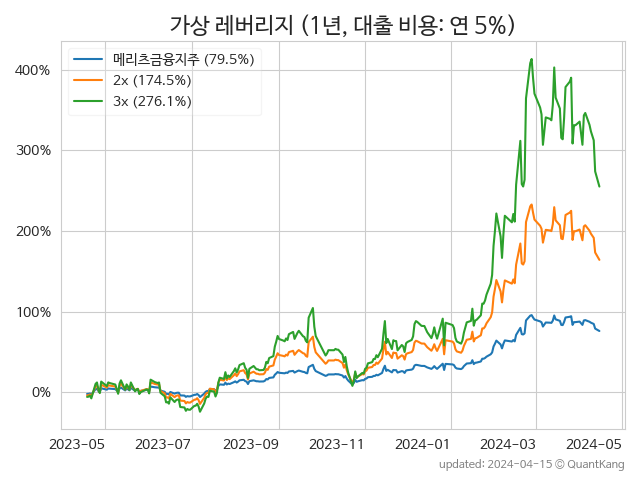 가상 레버리지 (1년, 대출 비용: 연 5%)
메리츠금융지주 (79.5%)
2x (174.5%)
3x (276.1%)
400%
300%
200%
100%
0%
2023-05 2023-07 2023-09 2023-11 2024-01 2024-03 2024-05
updated: 2024-04-15 © QuantKang